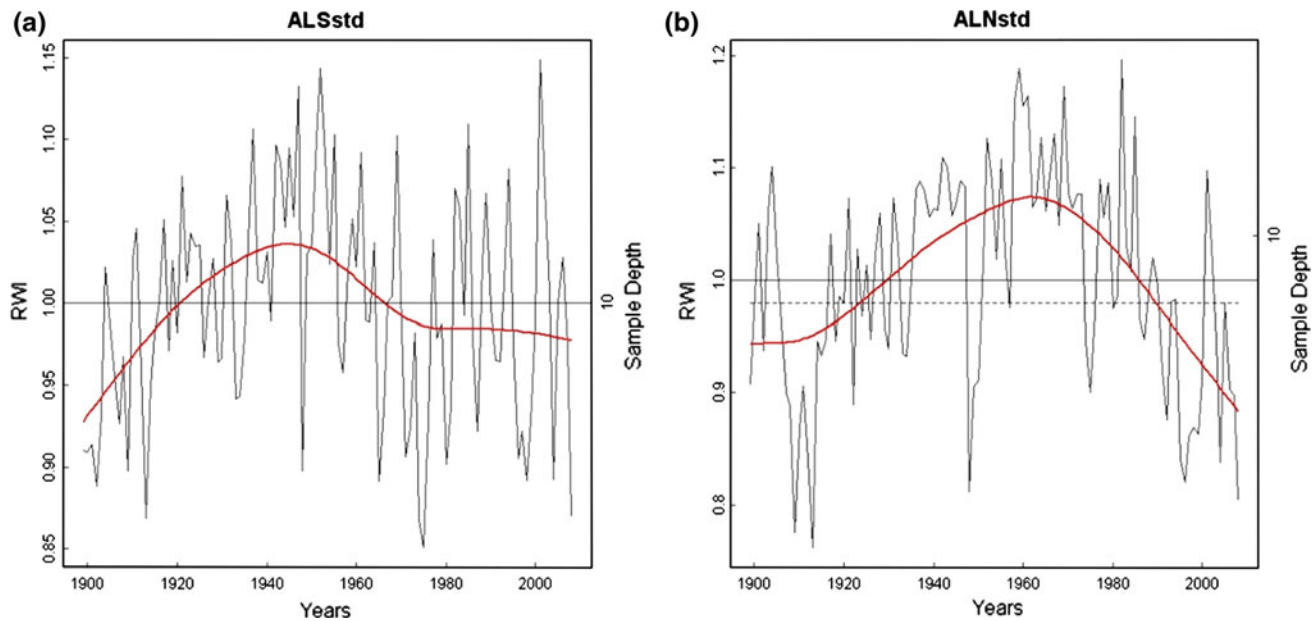 (a)
ALSstd
RWI
1.15
1.10
1.05
1.00
0.95
0.90
0.85
1900 1920 1940 1960 1980 2000
Years
10
Sample Depth
(b)
ALNstd
RWI
1.2
1.1
1.0
0.9
0.8
1900 1920 1940 1960 1980 2000
Years
10
Sample Depth